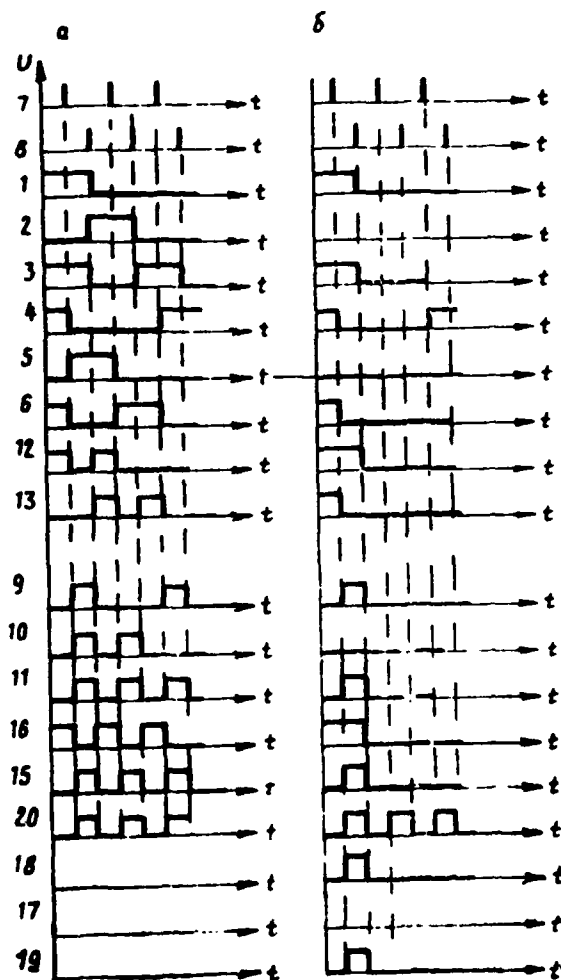 а б
U
7 t t
8 t t
1 t t
2 t t
3 t t
4 t t
5 t t
6 t t
12 t t
13 t t
9 t t
10 t t
11 t t
16 t t
15 t t
20 t t
18 t t
17 t t
19 t t